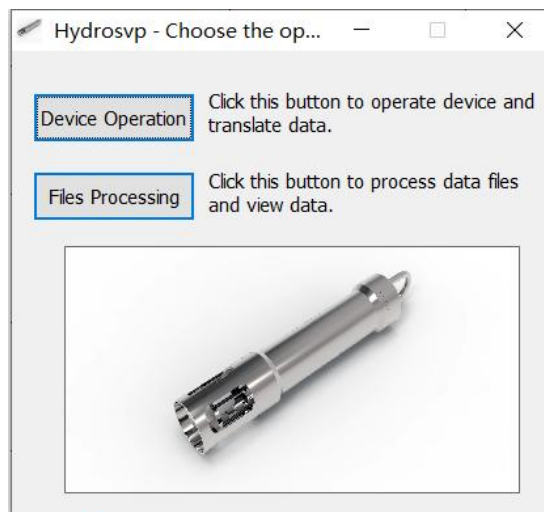 Hydrosvp - Choose the op...
Device Operation
Click this button to operate device and
translate data.
Files Processing
Click this button to process data files
and view data.